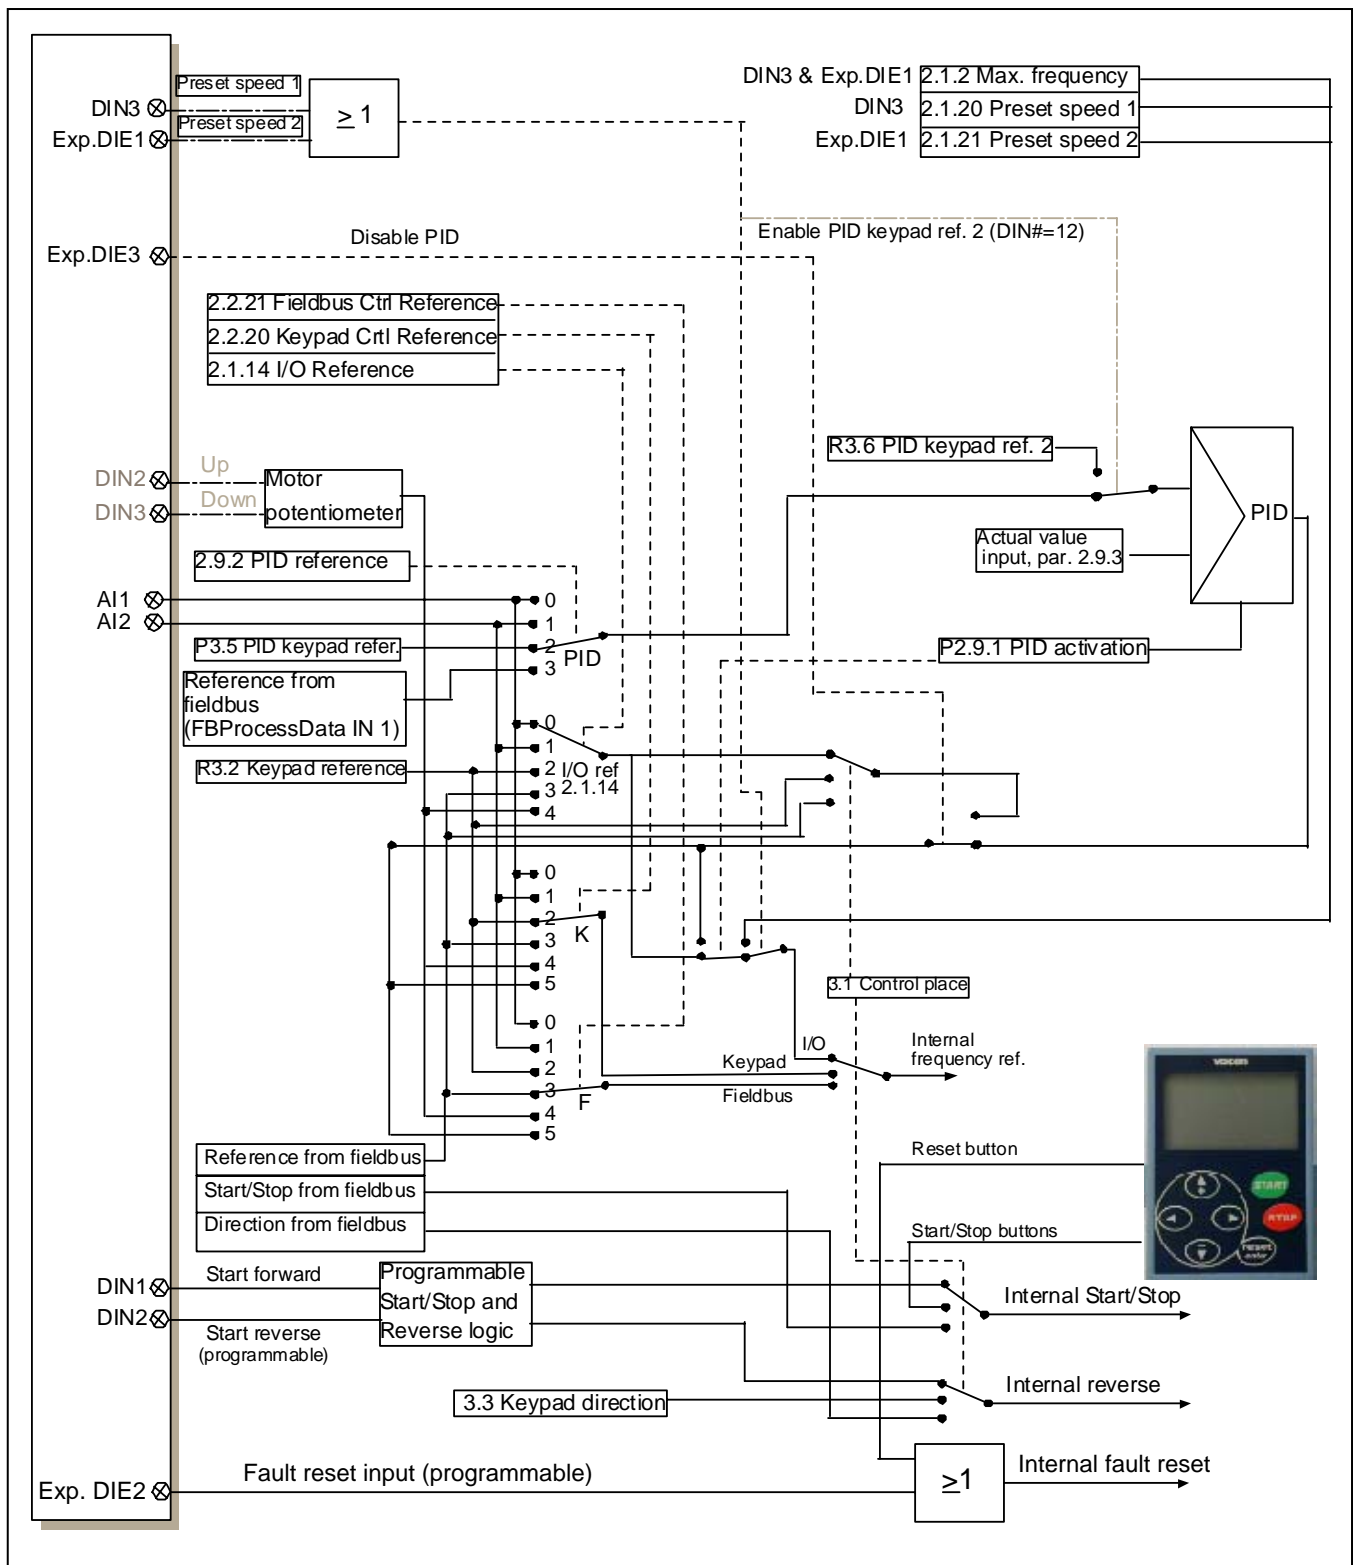 Preset speed 1
DIN3
Preset speed 2
Exp.DIE1
≥1
DIN3 & Exp.DIE1 2.1.2 Max. frequency
DIN3 2.1.20 Preset speed 1
Exp.DIE1 2.1.21 Preset speed 2
Enable PID keypad ref. 2 (DIN#=12)
Exp.DIE3
Disable PID
2.2.21 Fieldbus Ctrl Reference
2.2.20 Keypad Crtl Reference
2.1.14 I/O Reference
R3.6 PID keypad ref. 2
DIN2
Up
DIN3
Down
Motor
potentiometer
PID
Actual value
input, par. 2.9.3
2.9.2 PID reference
AI1
AI2
0
1
2
3
PID
P3.5 PID keypad refer.
P2.9.1 PID activation
Reference from
fieldbus
(FBProcessData IN 1)
R3.2 Keypad reference
0
1
2
3
4
I/O ref
2.1.14
0
1
2
3
4
5
K
3.1 Control place
0
1
2
3
4
5
F
I/O
Keypad
Fieldbus
Internal
frequency ref.
Reference from fieldbus
Start/Stop from fieldbus
Direction from fieldbus
Reset button
Start/Stop buttons
VACON
START
STOP
reset
enter
DIN1
Start forward
DIN2
Start reverse
(programmable)
Programmable
Start/Stop and
Reverse logic
Internal Start/Stop
3.3 Keypad direction
Internal reverse
Exp. DIE2
Fault reset input (programmable)
≥1
Internal fault reset